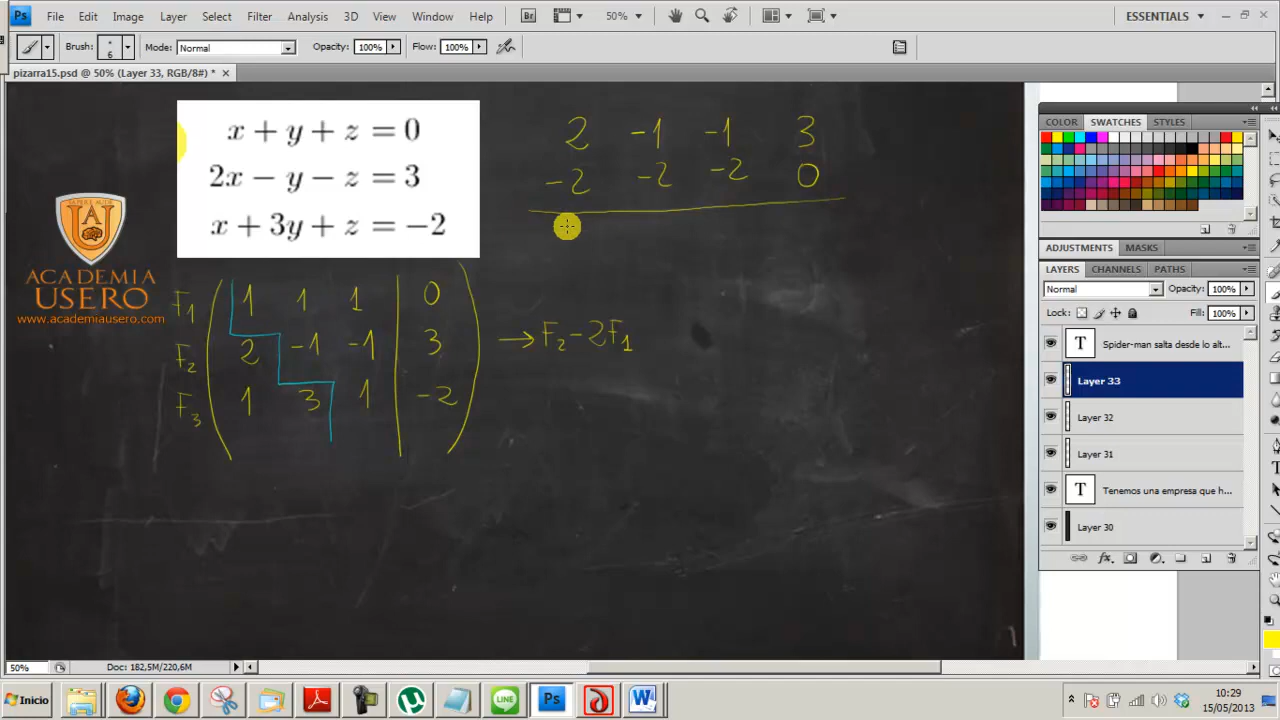 File Edit Image Layer Select Filter Analysis 3D View Window Help Br 50% ESSENTIALS
Brush: 6 Mode: Normal Opacity: 100% Flow: 100%
pizarra15.psd @ 50% (Layer 33, RGB/8#) * ×
x + y + z = 0
2x − y − z = 3
x + 3y + z = −2
2 -1 -1 3
-2 -2 -2 0
ACADEMIA
USERO
www.academiausero.com
F1 1 1 1 0
F2 2 -1 -1 3 → F2-2F1
F3 1 3 1 -2
COLOR SWATCHES STYLES
ADJUSTMENTS MASKS
LAYERS CHANNELS PATHS
Normal Opacity: 100%
Lock: Fill: 100%
T Spider-man salta desde lo alt...
Layer 33
Layer 32
Layer 31
T Tenemos una empresa que h...
Layer 30
fx.
50% Doc: 182,5M/220,6M
Inicio LINE Ps W 10:29
15/05/2013